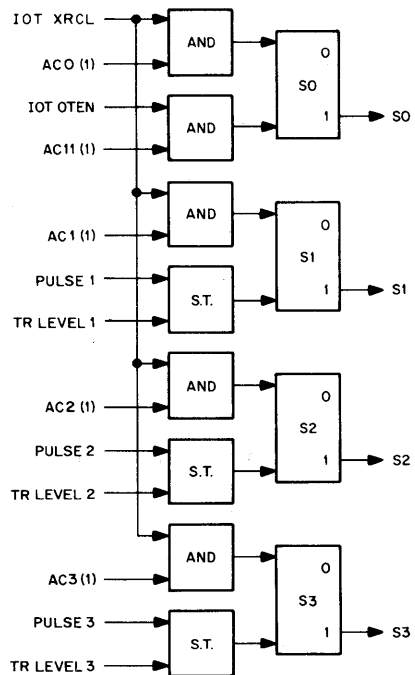 IOT XRCL
AND
0
AC0 (1)
S0
IOT OTEN
1
S0
AND
AC11 (1)
AND
0
AC1 (1)
S1
PULSE 1
1
S1
S.T.
TR LEVEL 1
AND
0
AC2 (1)
S2
PULSE 2
1
S2
S.T.
TR LEVEL 2
AND
0
AC3 (1)
S3
PULSE 3
1
S3
S.T.
TR LEVEL 3